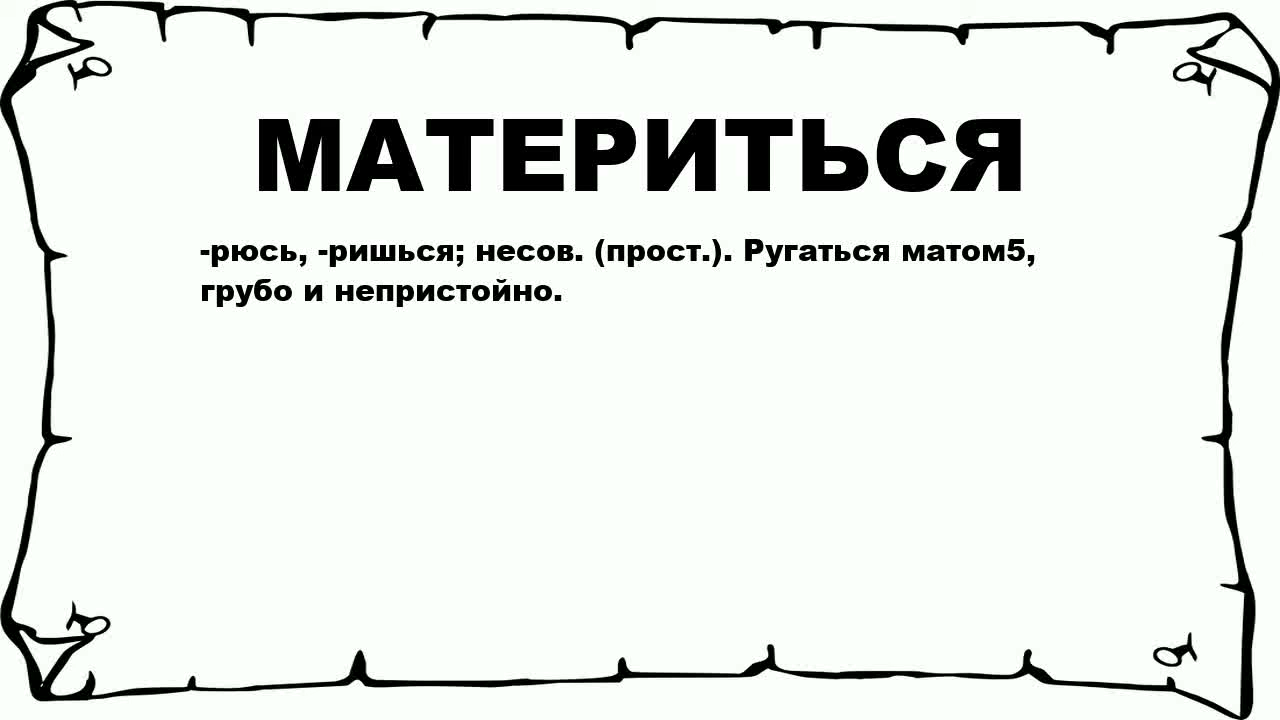 МАТЕРИТЬСЯ
-рюсь, -ришься; несов. (прост.). Ругаться матом5,
грубо и непристойно.